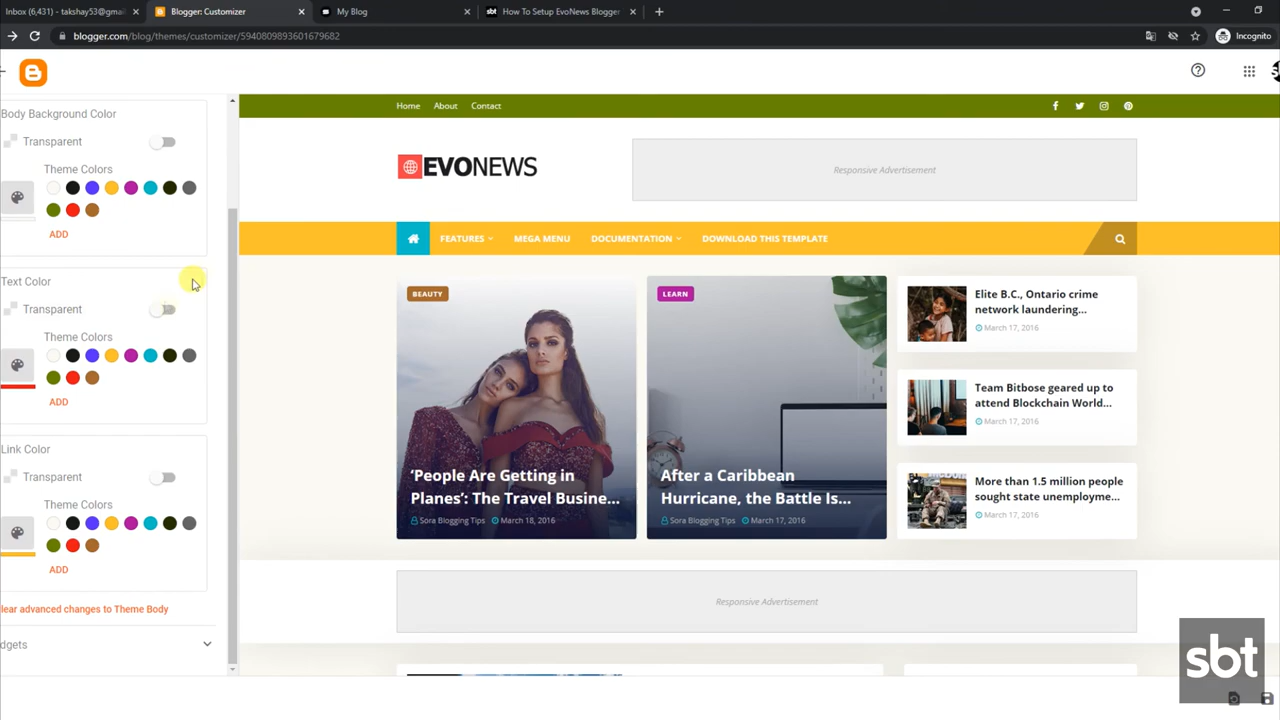 Inbox (6,431) - takshay53@gmai
Blogger: Customizer
My Blog
How To Setup EvoNews Blogger
blogger.com/blog/themes/customizer/5940809893601679682
Incognito
Body Background Color
Transparent
Theme Colors
ADD
Text Color
Transparent
Theme Colors
ADD
Link Color
Transparent
Theme Colors
ADD
lear advanced changes to Theme Body
dgets
Home About Contact
EVONEWS
Responsive Advertisement
FEATURES MEGA MENU DOCUMENTATION DOWNLOAD THIS TEMPLATE
BEAUTY
‘People Are Getting in
Planes’: The Travel Busine...
Sora Blogging Tips March 18, 2016
LEARN
After a Caribbean
Hurricane, the Battle Is...
Sora Blogging Tips March 17, 2016
Elite B.C., Ontario crime
network laundering...
March 17, 2016
Team Bitbose geared up to
attend Blockchain World...
March 17, 2016
More than 1.5 million people
sought state unemployme...
March 17, 2016
Responsive Advertisement
sbt